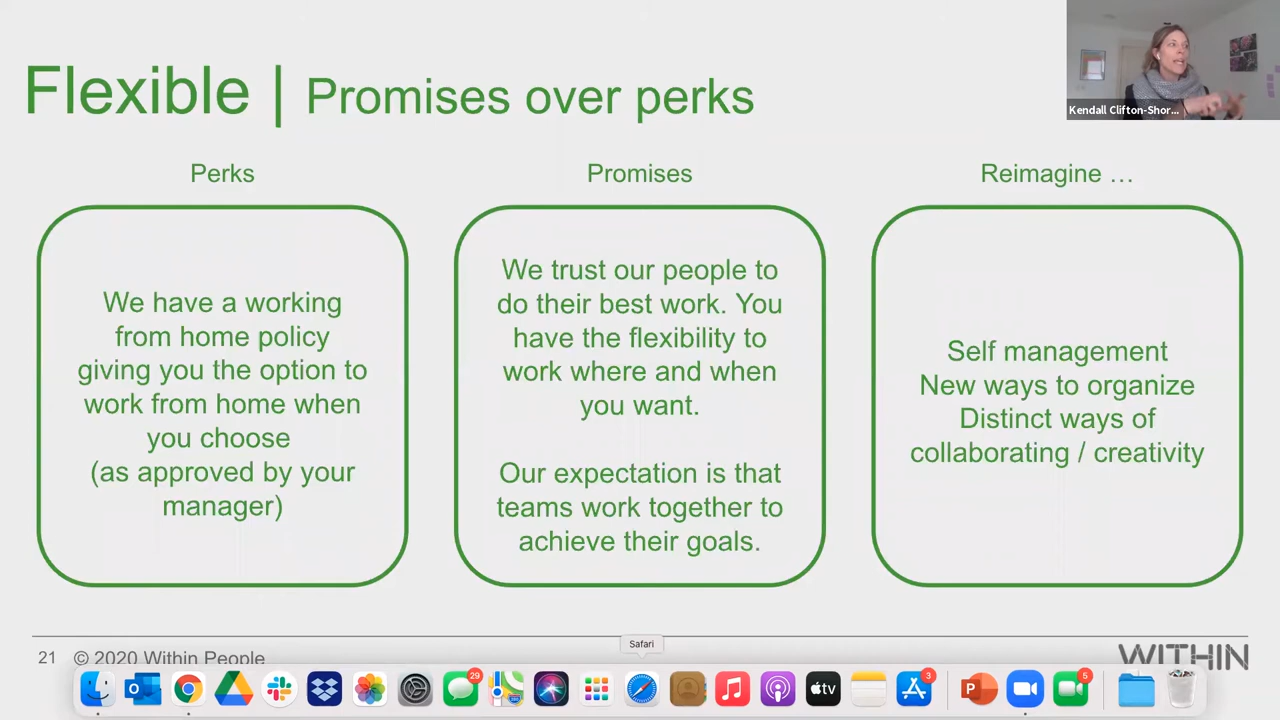 Flexible | Promises over perks
Kendall Clifton-Shor...
Perks
Promises
Reimagine …
We have a working
from home policy
giving you the option to
work from home when
you choose
(as approved by your
manager)
We trust our people to
do their best work. You
have the flexibility to
work where and when
you want.
Our expectation is that
teams work together to
achieve their goals.
Self management
New ways to organize
Distinct ways of
collaborating / creativity
Safari
21 © 2020 Within People
WITHIN
29
tv
3
P
5